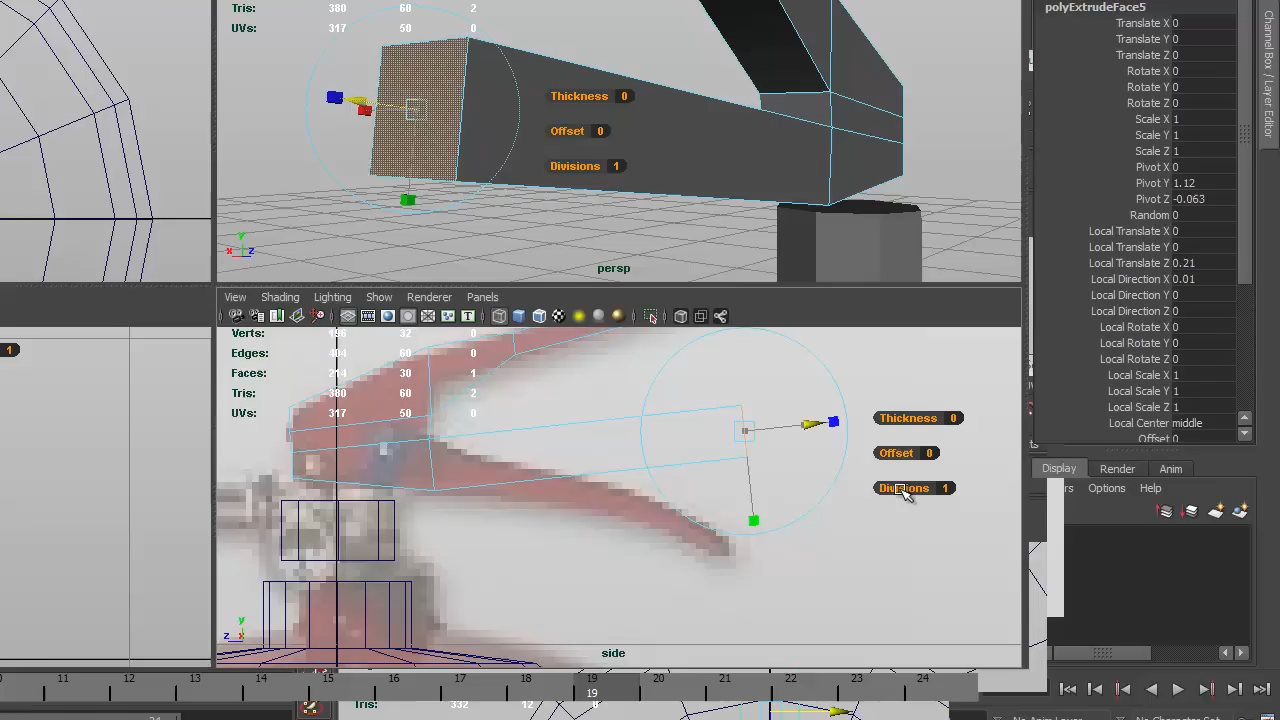 Tris: 380 60 2
UVs: 317 50 0
Thickness 0
Offset 0
Divisions 1
persp
y
x z
View Shading Lighting Show Renderer Panels
Verts: 196 32 0
Edges: 404 60 0
Faces: 214 30 1
Tris: 380 60 2
UVs: 317 50 0
1
Thickness 0
Offset 0
Divisions 1
y
z x
side
polyExtrudeFace5
Translate X 0
Translate Y 0
Translate Z 0
Rotate X 0
Rotate Y 0
Rotate Z 0
Scale X 1
Scale Y 1
Scale Z 1
Pivot X 0
Pivot Y 1.12
Pivot Z -0.063
Random 0
Local Translate X 0
Local Translate Y 0
Local Translate Z 0.21
Local Direction X 0.01
Local Direction Y 0
Local Direction Z 0
Local Rotate X 0
Local Rotate Y 0
Local Rotate Z 0
Local Scale X 1
Local Scale Y 1
Local Scale Z 1
Local Center middle
Offset 0
Channel Box / Layer Editor
Display Render Anim
Options Help
11 12 13 14 15 16 17 18 19 20 21 22 23 24
19
Tris: 332 12 0
No Anim Layer